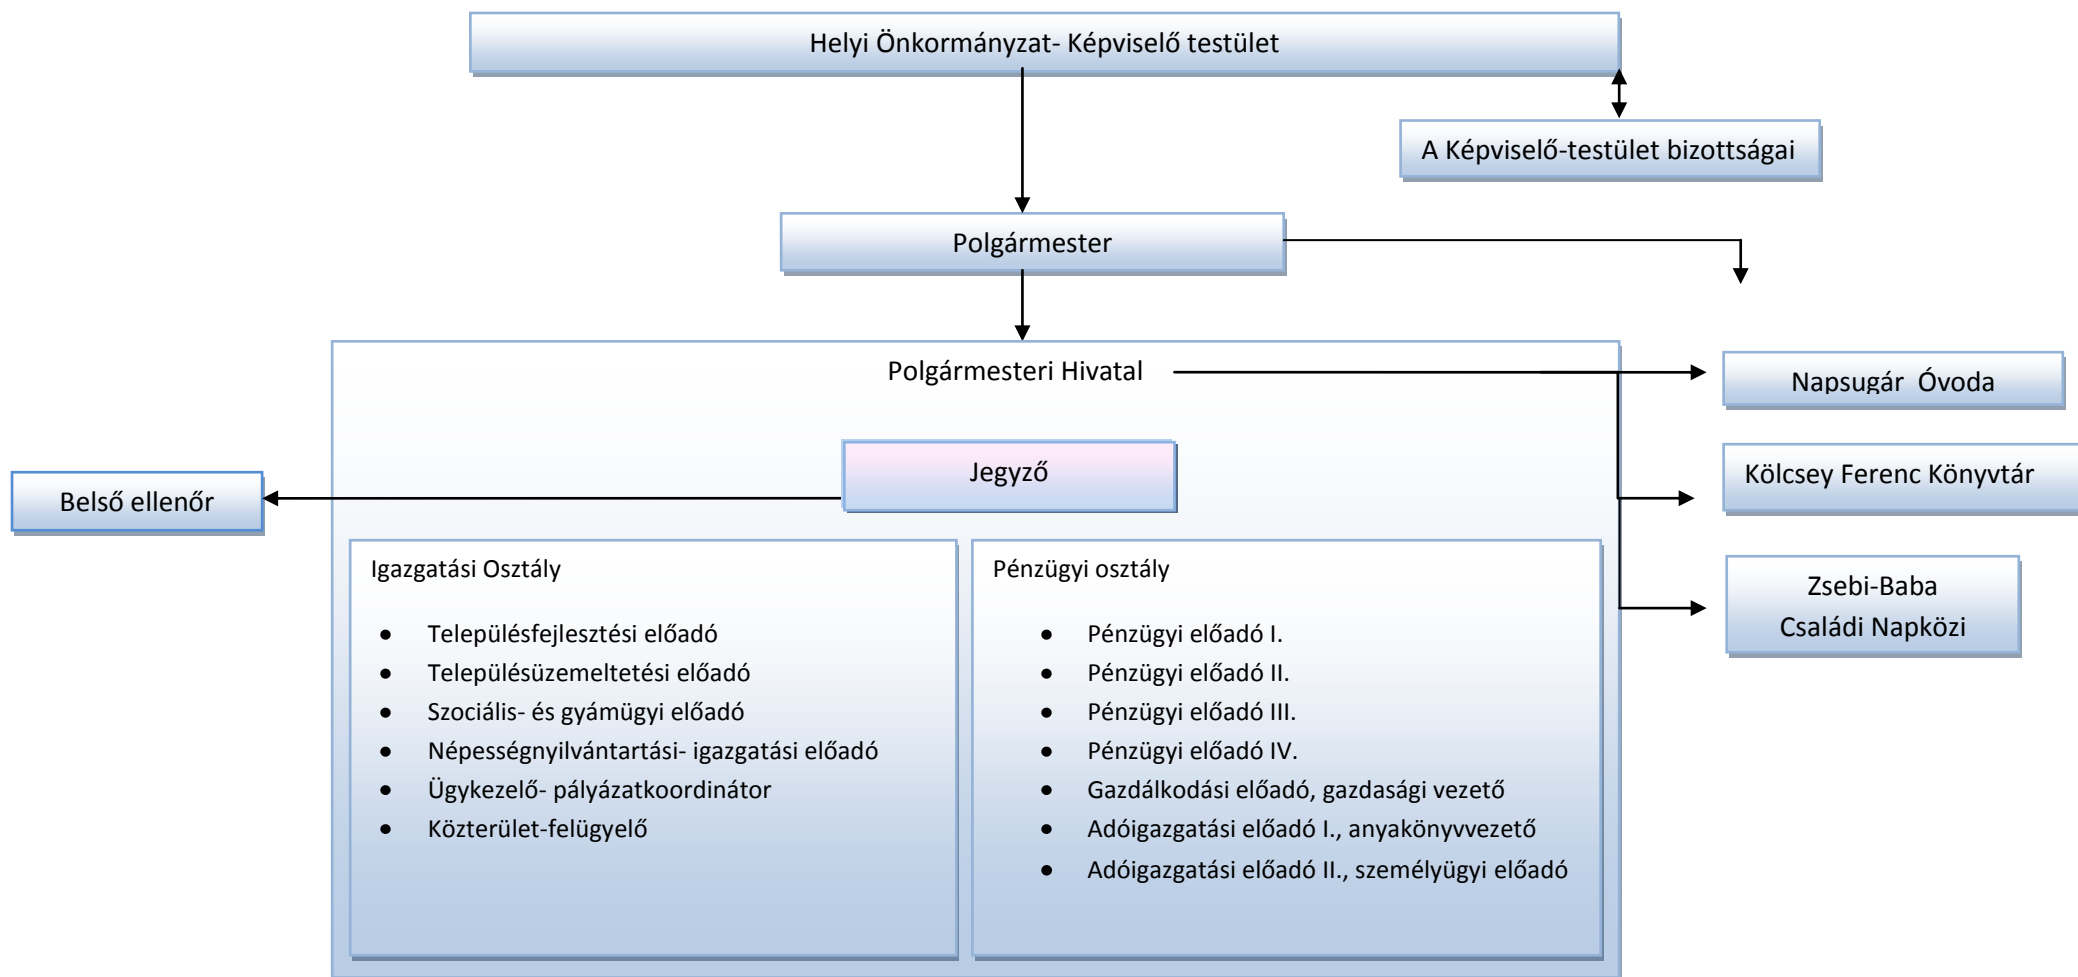 Helyi Önkormányzat- Képviselő testület
A Képviselő-testület bizottságai
Polgármester
Polgármesteri Hivatal
Napsugár Óvoda
Jegyző
Kölcsey Ferenc Könyvtár
Belső ellenőr
Zsebi-Baba
Családi Napközi
Igazgatási Osztály
• Településfejlesztési előadó
• Településüzemeltetési előadó
• Szociális- és gyámügyi előadó
• Népességnyilvántartási- igazgatási előadó
• Ügykezelő- pályázatkoordinátor
• Közterület-felügyelő
Pénzügyi osztály
• Pénzügyi előadó I.
• Pénzügyi előadó II.
• Pénzügyi előadó III.
• Pénzügyi előadó IV.
• Gazdálkodási előadó, gazdasági vezető
• Adóigazgatási előadó I., anyakönyvvezető
• Adóigazgatási előadó II., személyügyi előadó